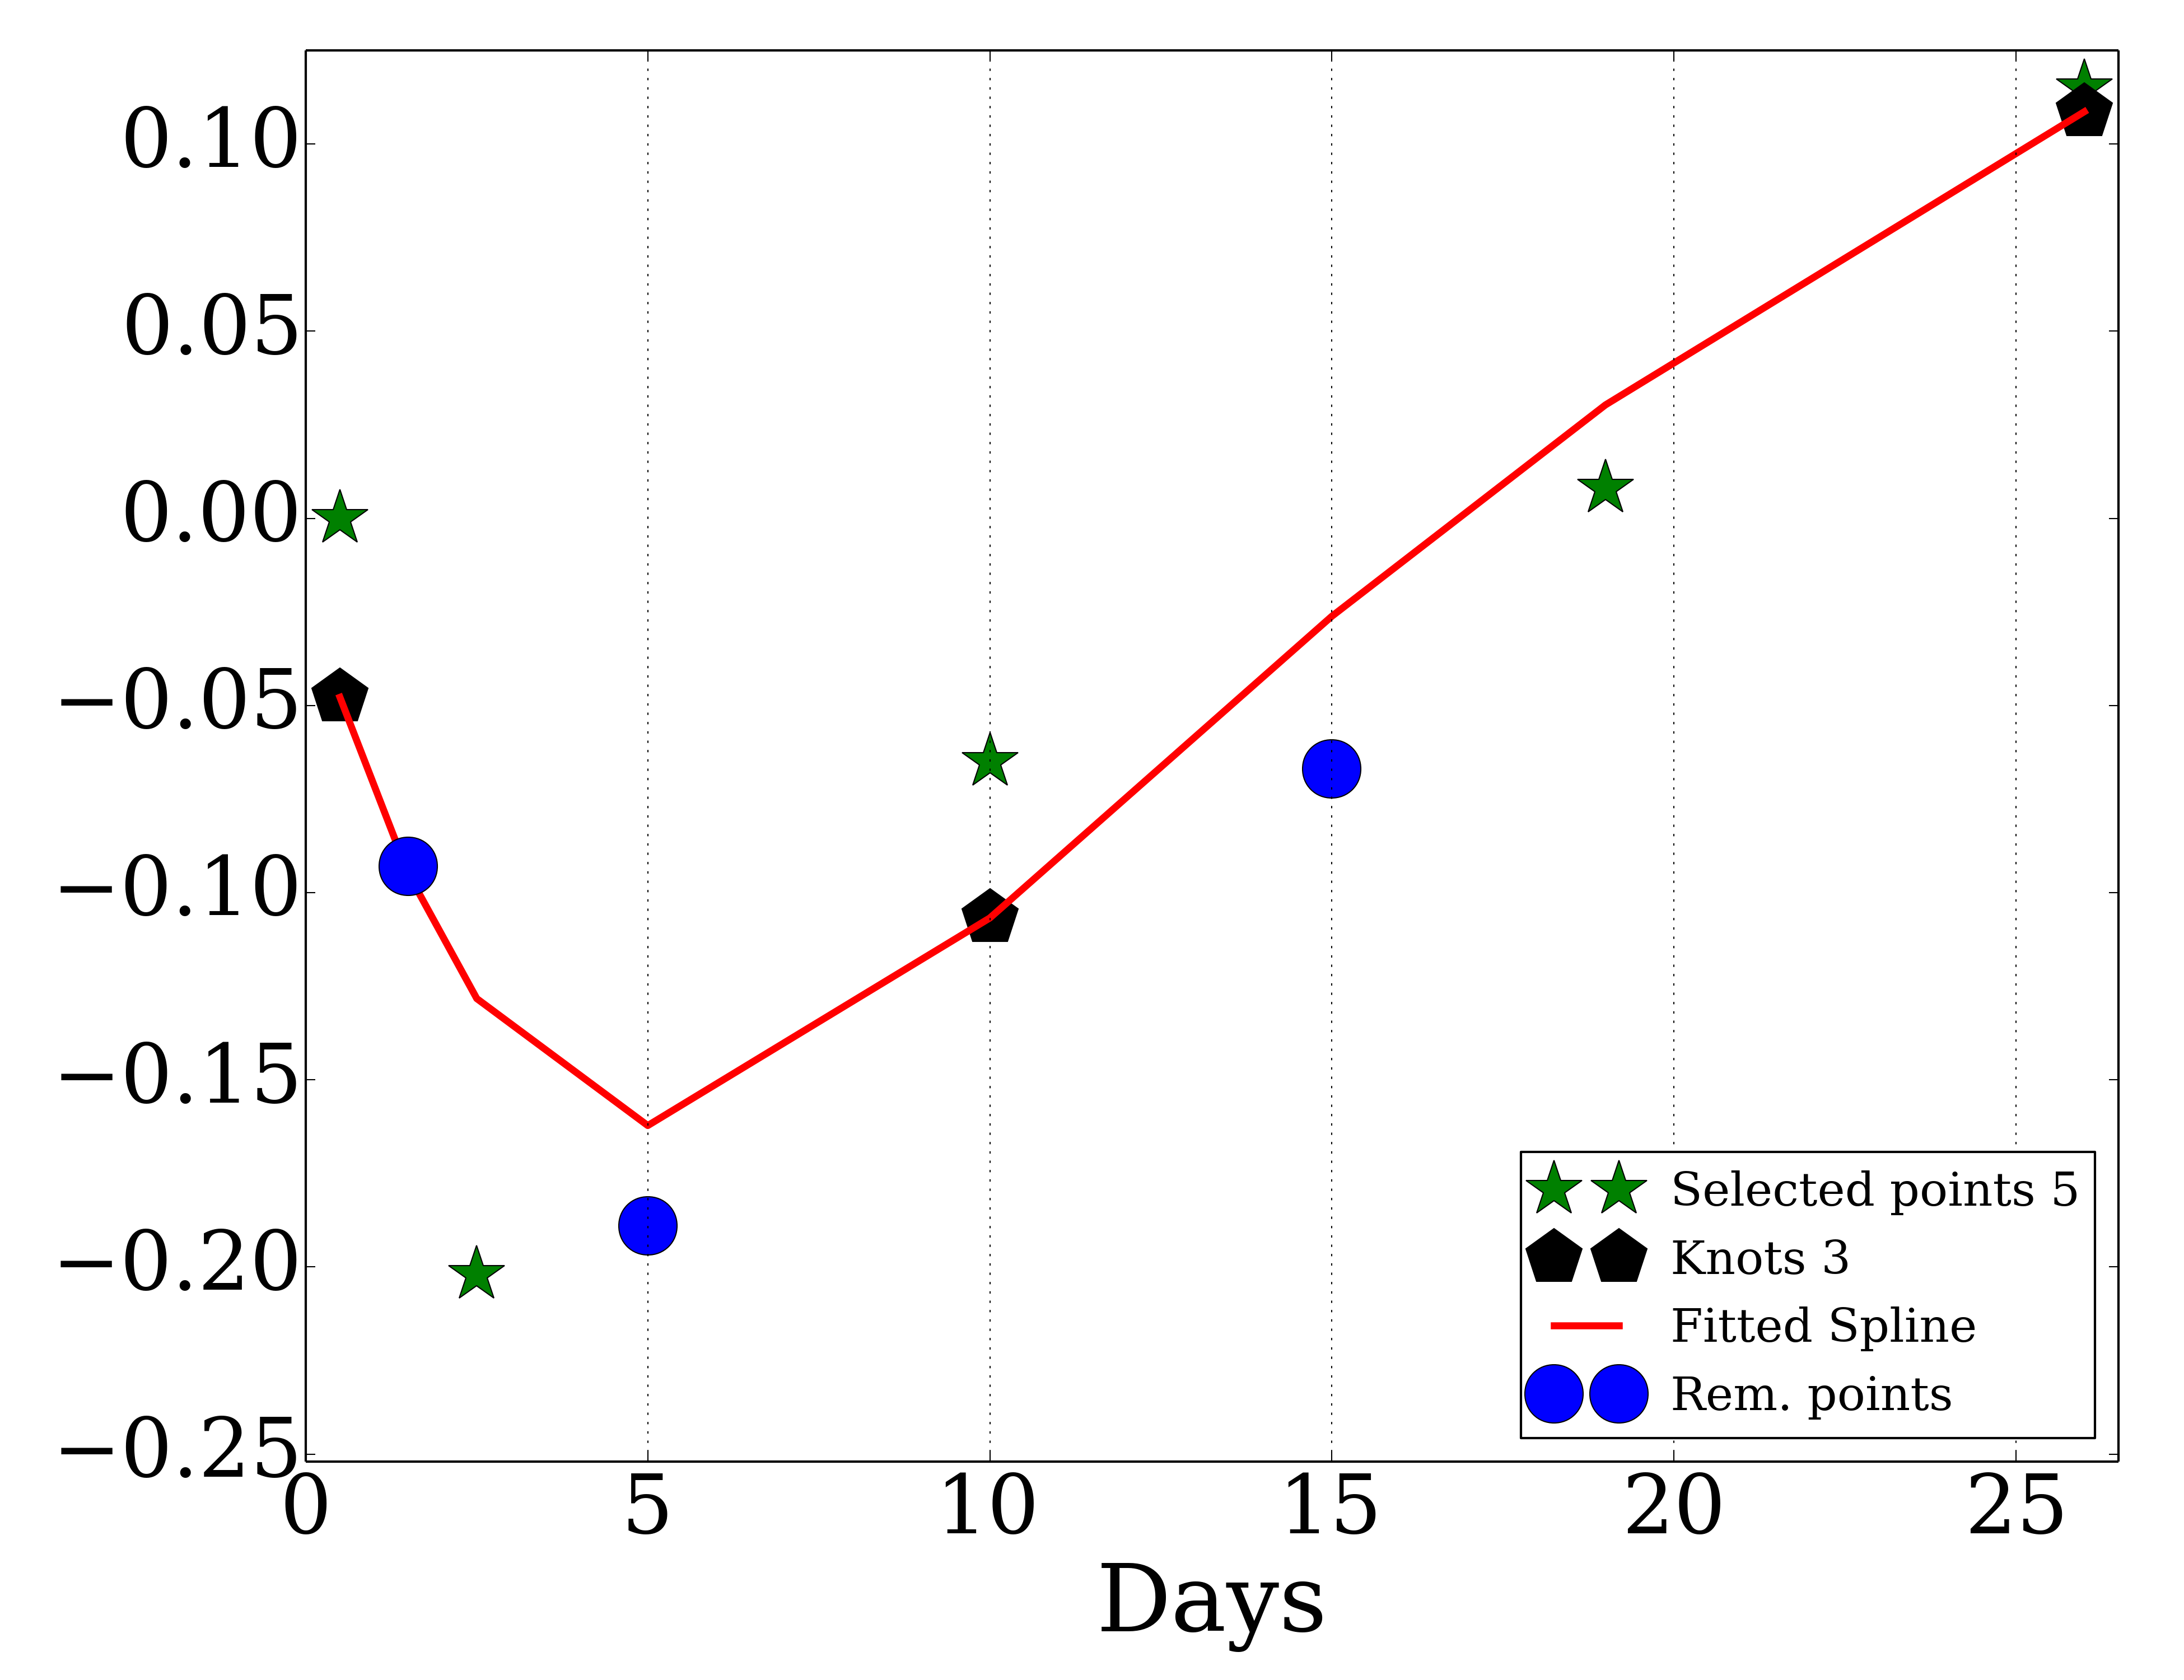 0.10
0.05
0.00
−0.05
−0.10
−0.15
−0.20
−0.25
0 5 10 15 20 25
Days
Selected points 5
Knots 3
Fitted Spline
Rem. points